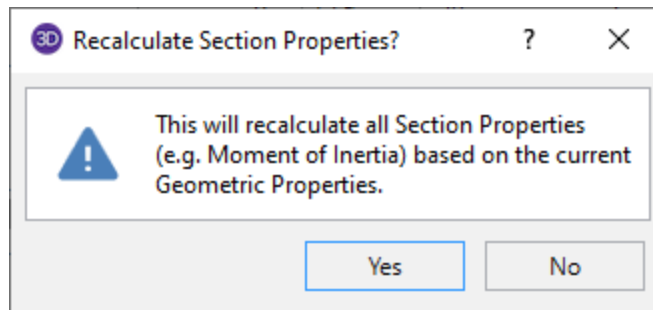 3D Recalculate Section Properties? ? ×
This will recalculate all Section Properties
(e.g. Moment of Inertia) based on the current
Geometric Properties.
Yes No